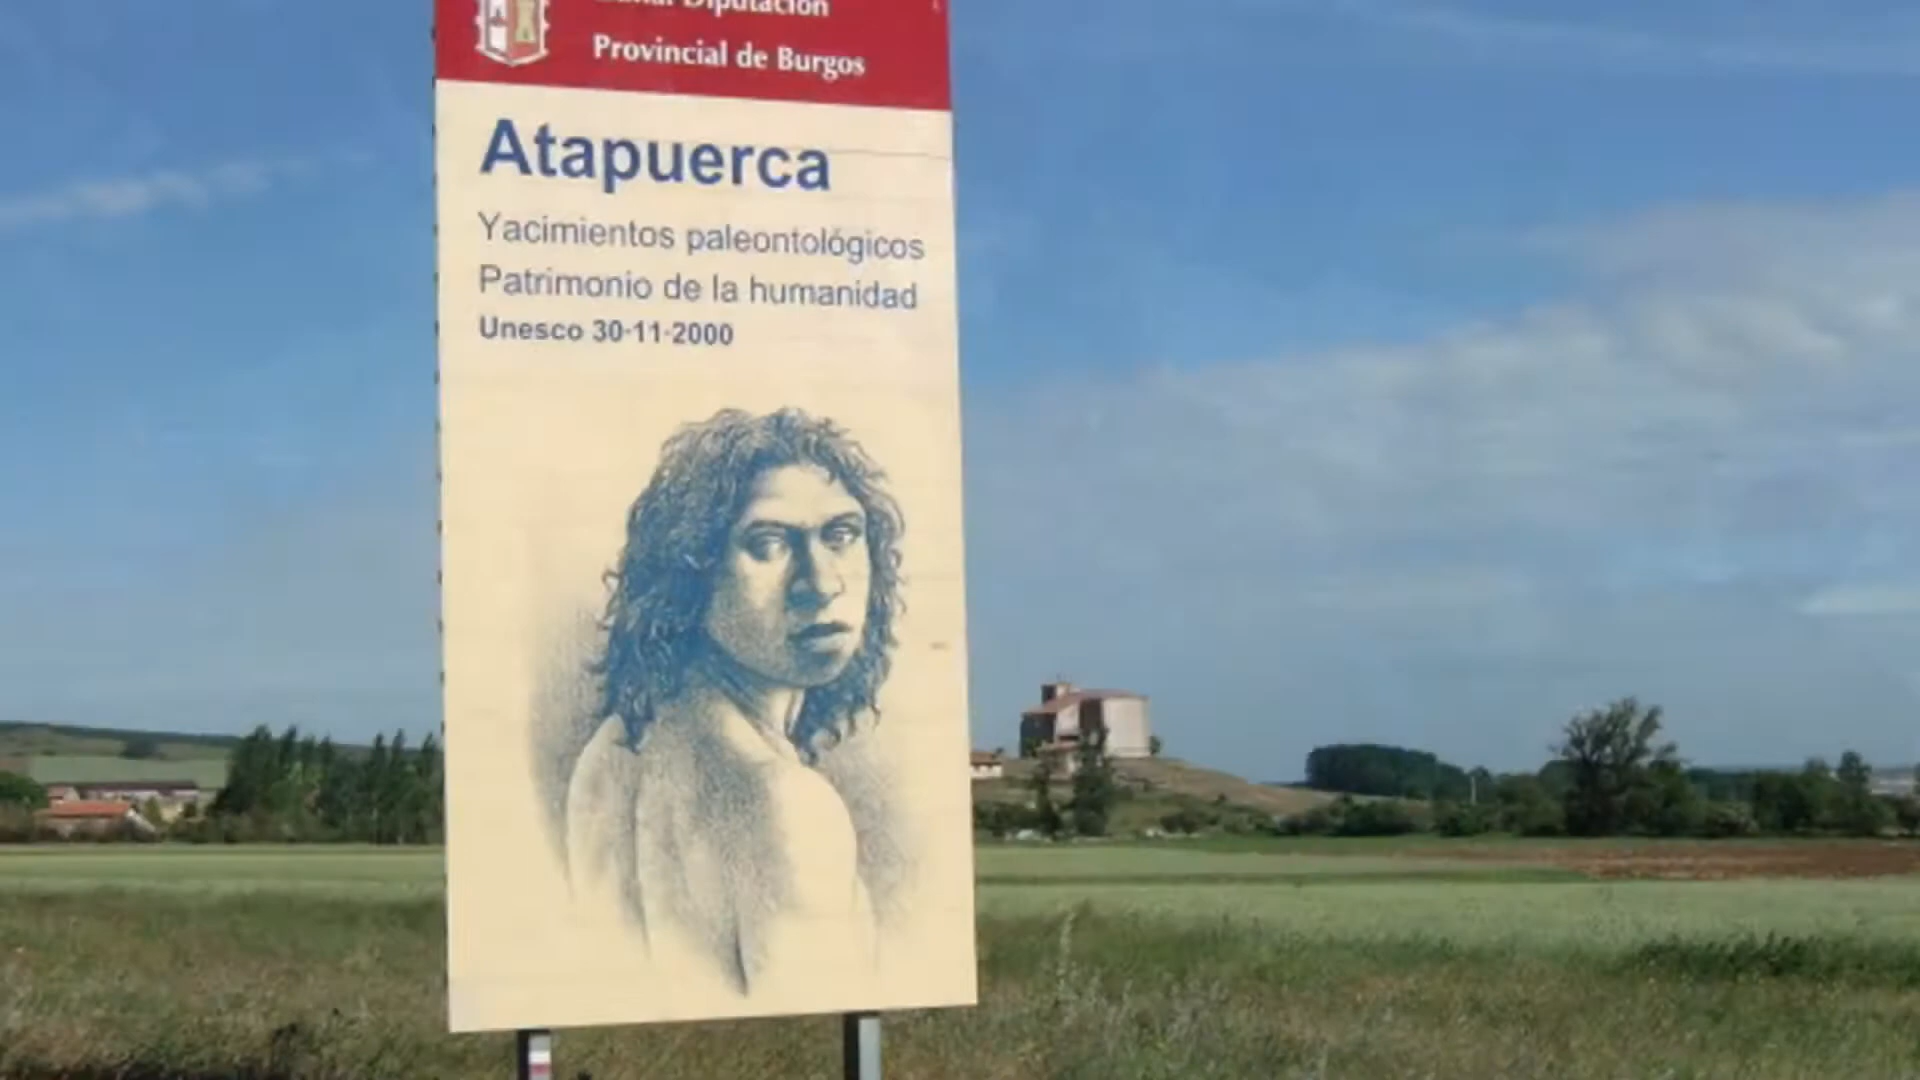 Diputación
Provincial de Burgos
Atapuerca
Yacimientos paleontológicos
Patrimonio de la humanidad
Unesco 30-11-2000